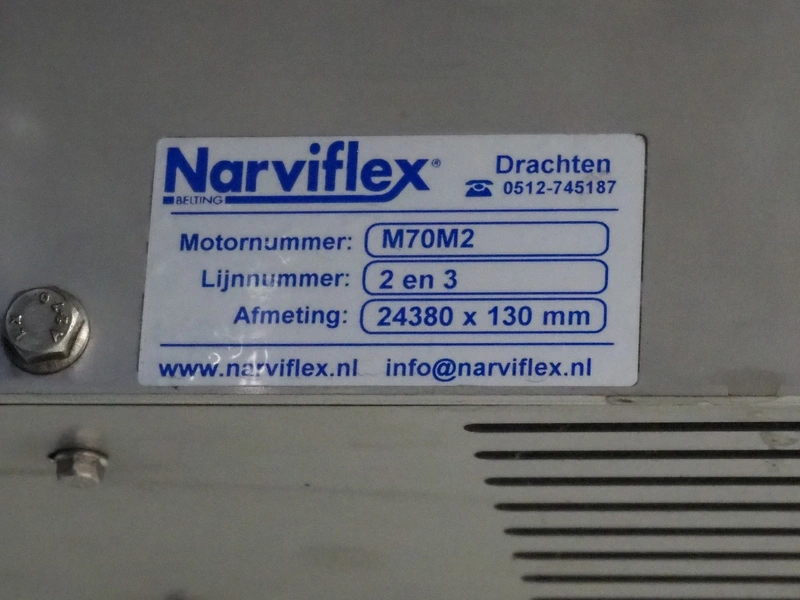 Narviflex®
BELTING
Drachten
☎ 0512-745187
Motornummer: M70M2
Lijnnummer: 2 en 3
Afmeting: 24380 x 130 mm
www.narviflex.nl info@narviflex.nl